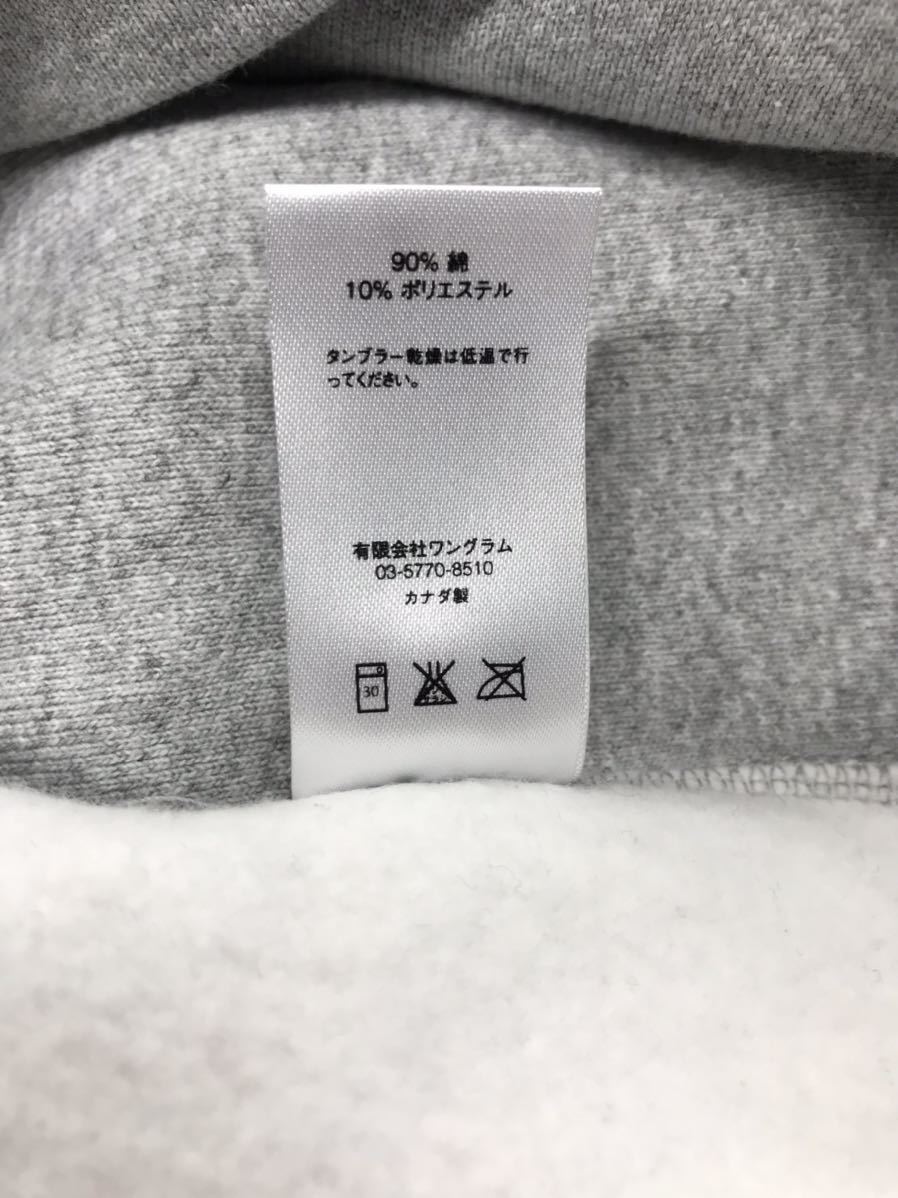 90% 綿
10% ポリエステル
タンブラー乾燥は低温で行
ってください。
有限会社ワングラム
03-5770-8510
カナダ製
30